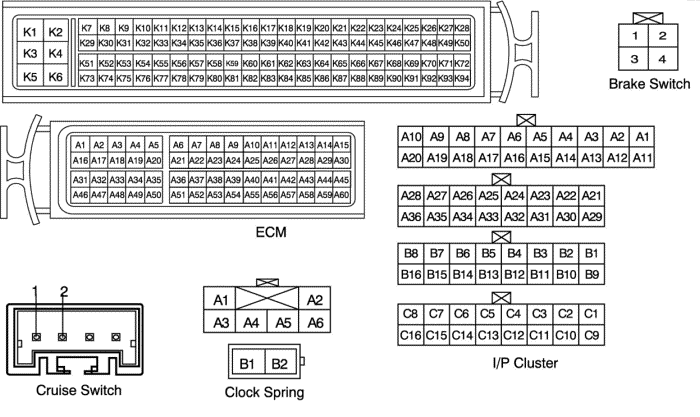 K1 K2
K3 K4
K5 K6
K7 K8 K9 K10 K11 K12 K13 K14 K15 K16 K17 K18 K19 K20 K21 K22 K23 K24 K25 K26 K27 K28
K29 K30 K31 K32 K33 K34 K35 K36 K37 K38 K39 K40 K41 K42 K43 K44 K45 K46 K47 K48 K49 K50
K51 K52 K53 K54 K55 K56 K57 K58 K59 K60 K61 K62 K63 K64 K65 K66 K67 K68 K69 K70 K71 K72
K73 K74 K75 K76 K77 K78 K79 K80 K81 K82 K83 K84 K85 K86 K87 K88 K89 K90 K91 K92 K93 K94
1 2
3 4
Brake Switch
A1 A2 A3 A4 A5 A6 A7 A8 A9 A10 A11 A12 A13 A14 A15
A16 A17 A18 A19 A20 A21 A22 A23 A24 A25 A26 A27 A28 A29 A30
A31 A32 A33 A34 A35 A36 A37 A38 A39 A40 A41 A42 A43 A44 A45
A46 A47 A48 A49 A50 A51 A52 A53 A54 A55 A56 A57 A58 A59 A60
ECM
A10 A9 A8 A7 A6 A5 A4 A3 A2 A1
A20 A19 A18 A17 A16 A15 A14 A13 A12 A11
A28 A27 A26 A25 A24 A23 A22 A21
A36 A35 A34 A33 A32 A31 A30 A29
B8 B7 B6 B5 B4 B3 B2 B1
B16 B15 B14 B13 B12 B11 B10 B9
C8 C7 C6 C5 C4 C3 C2 C1
C16 C15 C14 C13 C12 C11 C10 C9
I/P Cluster
1 2
Cruise Switch
A1 A2
A3 A4 A5 A6
B1 B2
Clock Spring